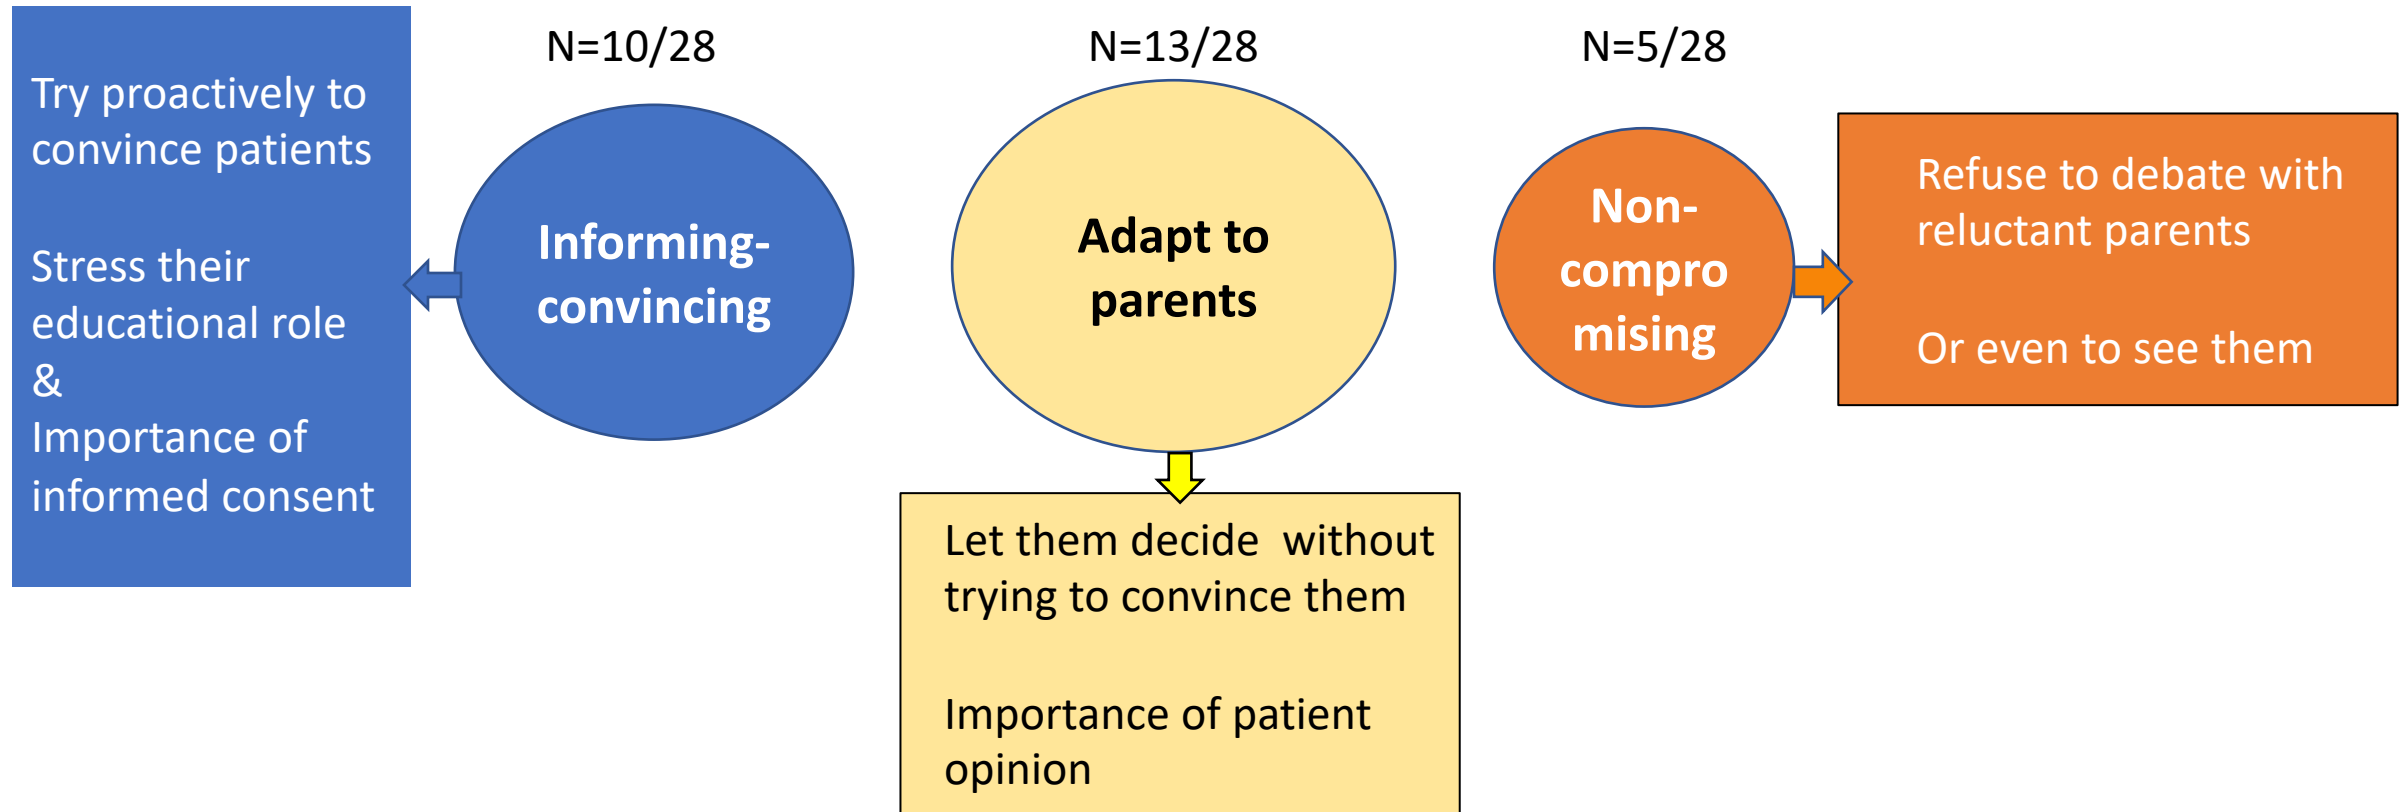 Try proactively to
convince patients
Stress their
educational role
&
Importance of
informed consent
N=10/28
Informing-
convincing
N=13/28
Adapt to
parents
Let them decide  without
trying to convince them
Importance of patient
opinion
N=5/28
Non-
compro
mising
Refuse to debate with
reluctant parents
Or even to see them